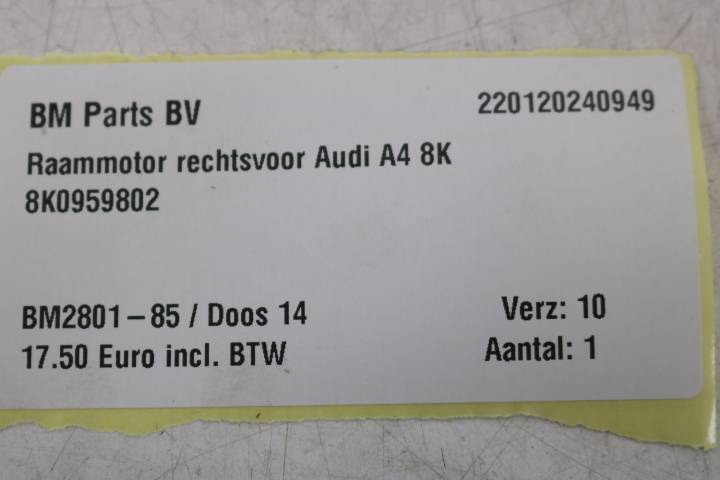 BM Parts BV
220120240949
Raammotor rechtsvoor Audi A4 8K
8K0959802
BM2801-85 / Doos 14
Verz: 10
17.50 Euro incl. BTW
Aantal: 1